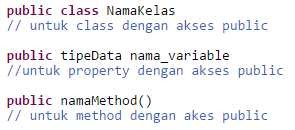 public class NamaKelas
// untuk class dengan akses public
public tipeData nama_variable
//untuk property dengan akses public
public namaMethod()
// untuk method dengan akes public